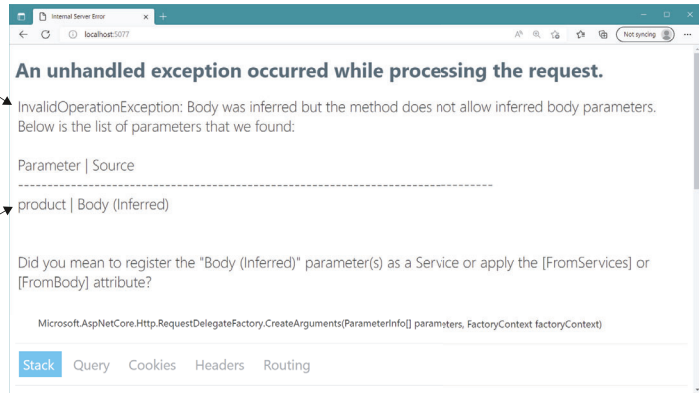 Internal Server Error
localhost:5077
Not syncing
An unhandled exception occurred while processing the request.
InvalidOperationException: Body was inferred but the method does not allow inferred body parameters.
Below is the list of parameters that we found:
Parameter | Source
---------------------------------------------------------------------------------
product | Body (Inferred)
Did you mean to register the "Body (Inferred)" parameter(s) as a Service or apply the [FromServices] or
[FromBody] attribute?
Microsoft.AspNetCore.Http.RequestDelegateFactory.CreateArguments(ParameterInfo[] parameters, FactoryContext factoryContext)
Stack Query Cookies Headers Routing